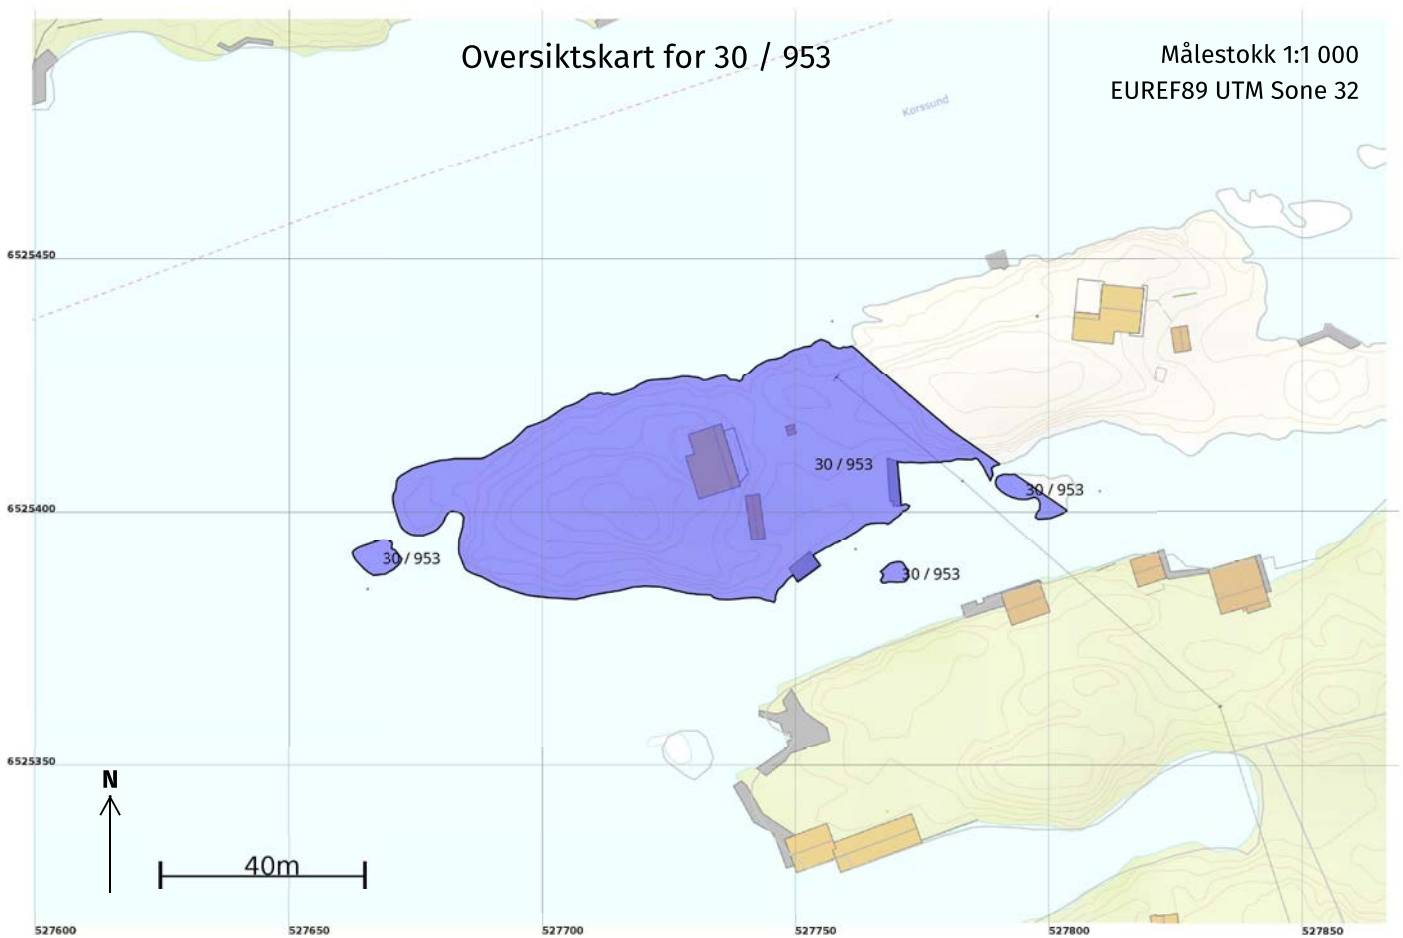 Oversiktskart for 30 / 953
Målestokk 1:1 000
EUREF89 UTM Sone 32
Korssund
6525450
30 / 953
30 / 953
6525400
30 / 953
30 / 953
6525350
N
40m
527600
527650
527700
527750
527800
527850